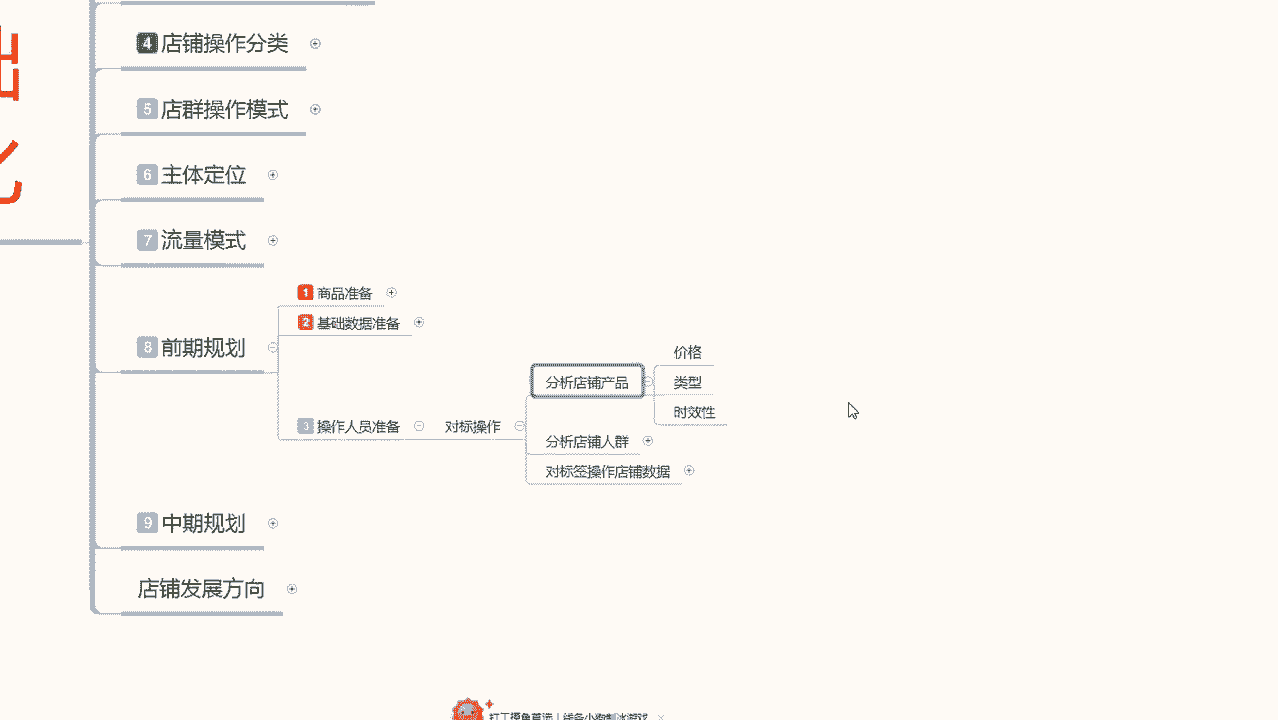 础
化
4 店铺操作分类
5 店群操作模式
6 主体定位
7 流量模式
8 前期规划
1 商品准备
2 基础数据准备
3 操作人员准备
对标操作
分析店铺产品
价格
类型
时效性
分析店铺人群
对标签操作店铺数据
9 中期规划
店铺发展方向